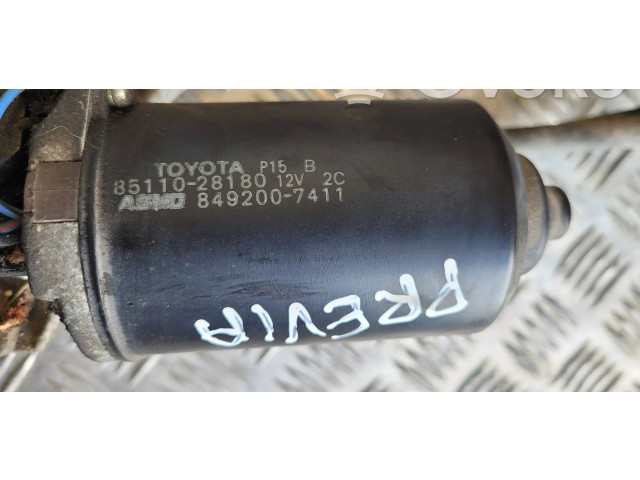 TOYOTA P15 B
85110-28180 12V 2C
ASMO 849200-7411
PREVIA